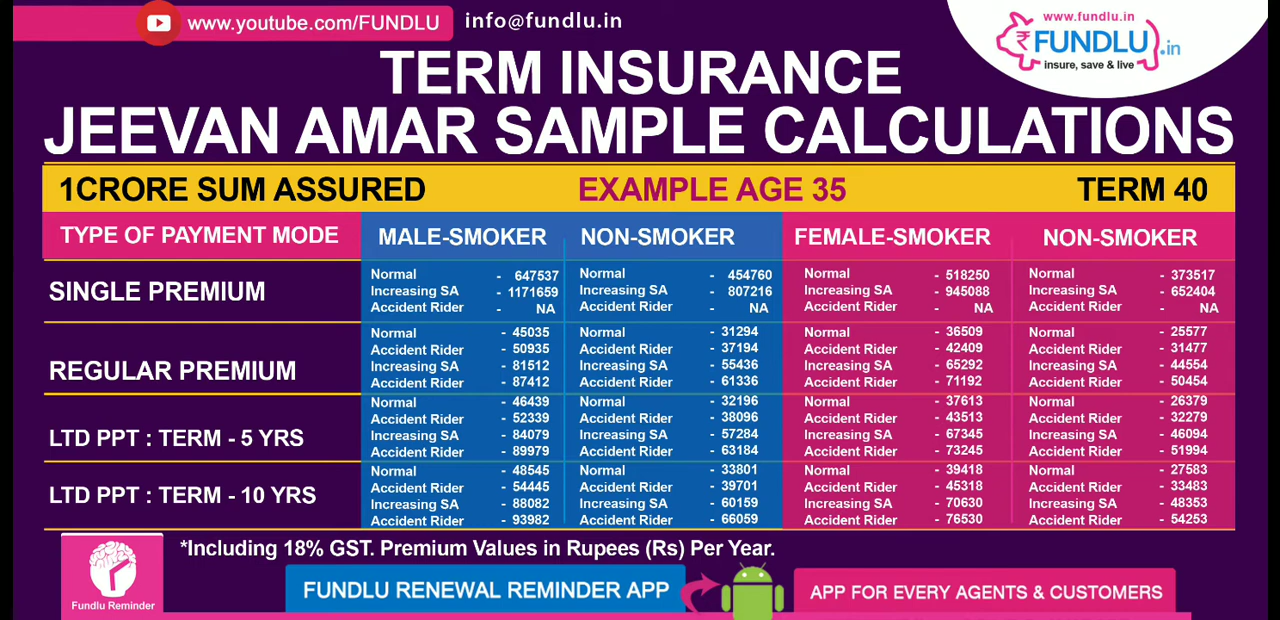 www.youtube.com/FUNDLU info@fundlu.in
www.fundlu.in
₹FUNDLU.in
insure, save & live
TERM INSURANCE
JEEVAN AMAR SAMPLE CALCULATIONS
1CRORE SUM ASSURED EXAMPLE AGE 35 TERM 40
TYPE OF PAYMENT MODE MALE-SMOKER NON-SMOKER FEMALE-SMOKER NON-SMOKER
SINGLE PREMIUM
Normal - 647537 Normal - 454760 Normal - 518250 Normal - 373517
Increasing SA - 1171659 Increasing SA - 807216 Increasing SA - 945088 Increasing SA - 652404
Accident Rider - NA Accident Rider - NA Accident Rider - NA Accident Rider - NA
REGULAR PREMIUM
Normal - 45035 Normal - 31294 Normal - 36509 Normal - 25577
Accident Rider - 50935 Accident Rider - 37194 Accident Rider - 42409 Accident Rider - 31477
Increasing SA - 81512 Increasing SA - 55436 Increasing SA - 65292 Increasing SA - 44554
Accident Rider - 87412 Accident Rider - 61336 Accident Rider - 71192 Accident Rider - 50454
LTD PPT : TERM - 5 YRS
Normal - 46439 Normal - 32196 Normal - 37613 Normal - 26379
Accident Rider - 52339 Accident Rider - 38096 Accident Rider - 43513 Accident Rider - 32279
Increasing SA - 84079 Increasing SA - 57284 Increasing SA - 67345 Increasing SA - 46094
Accident Rider - 89979 Accident Rider - 63184 Accident Rider - 73245 Accident Rider - 51994
LTD PPT : TERM - 10 YRS
Normal - 48545 Normal - 33801 Normal - 39418 Normal - 27583
Accident Rider - 54445 Accident Rider - 39701 Accident Rider - 45318 Accident Rider - 33483
Increasing SA - 88082 Increasing SA - 60159 Increasing SA - 70630 Increasing SA - 48353
Accident Rider - 93982 Accident Rider - 66059 Accident Rider - 76530 Accident Rider - 54253
*Including 18% GST. Premium Values in Rupees (Rs) Per Year.
Fundlu Reminder
FUNDLU RENEWAL REMINDER APP
APP FOR EVERY AGENTS & CUSTOMERS